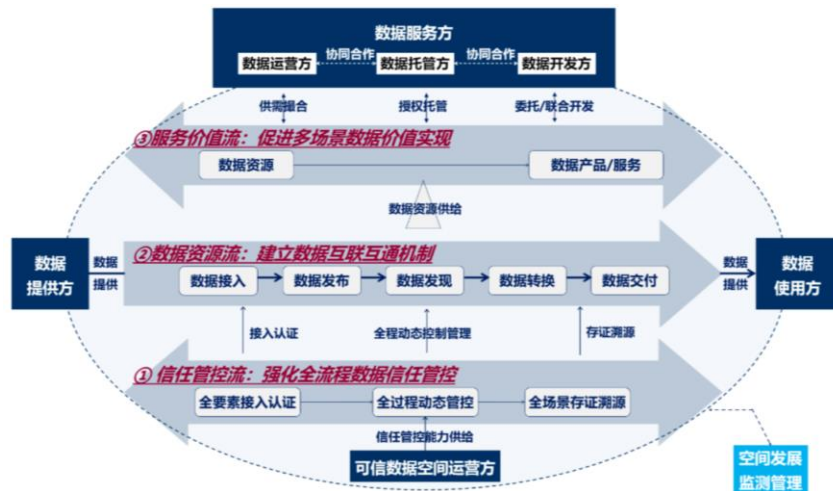 数据服务方
数据运营方 协同合作 数据托管方 协同合作 数据开发方
供需撮合 授权托管 委托/联合开发
③服务价值流：促进多场景数据价值实现
数据资源 数据产品/服务
数据资源供给
数据
提供方
数据
提供
②数据资源流：建立数据互联互通机制
数据接入 数据发布 数据发现 数据转换 数据交付
数据
提供
数据
使用方
接入认证 全程动态控制管理 存证溯源
① 信任管控流：强化全流程数据信任管控
全要素接入认证 全过程动态管控 全场景存证溯源
信任管控能力供给
可信数据空间运营方
空间发展
监测管理